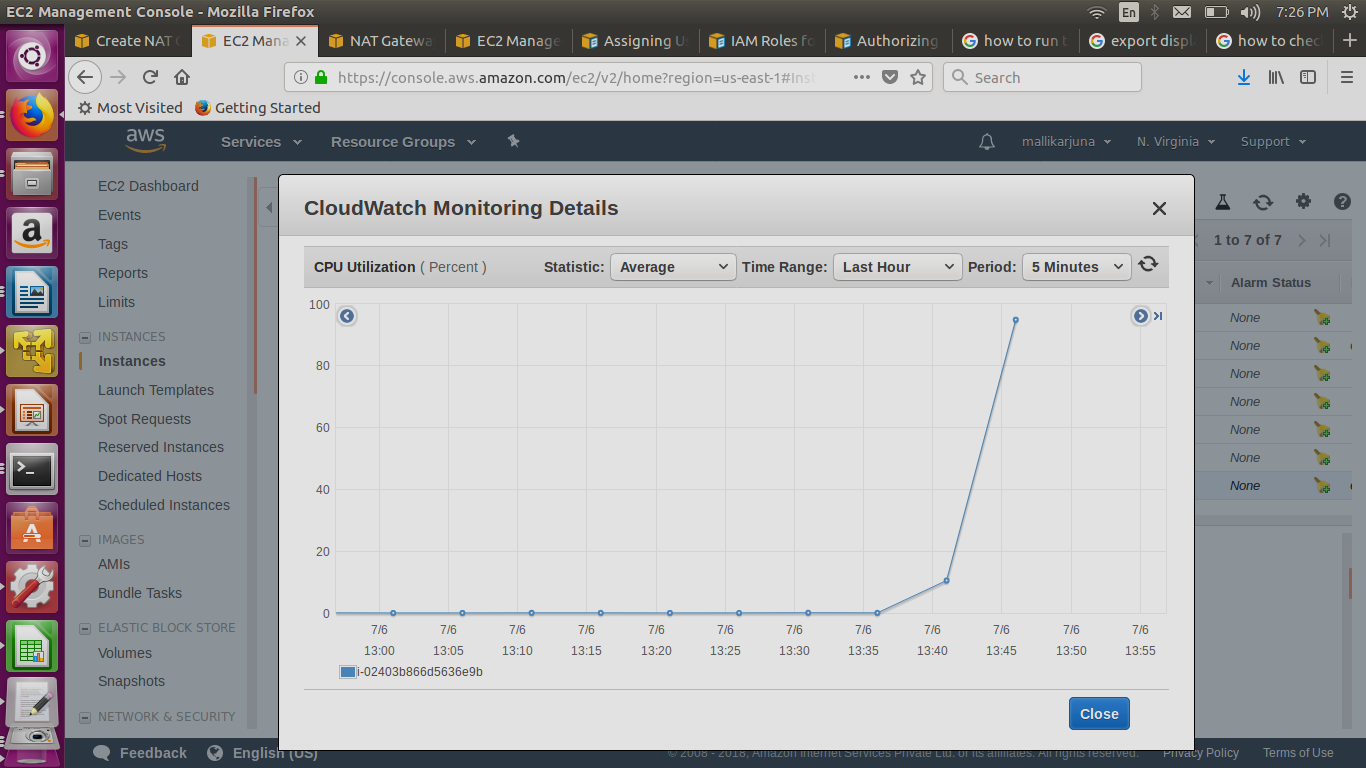 EC2 Management Console - Mozilla Firefox
En
7:26 PM
Create NAT
EC2 Mana
NAT Gatewa
EC2 Manage
Assigning
IAM Roles fo
Authorizing
how to run
export displ
how to chec
https://console.aws.amazon.com/ec2/v2/home?region=us-east-1#Inst
Search
Most Visited
Getting Started
aws
Services
Resource Groups
mallikarjuna
N. Virginia
Support
EC2 Dashboard
Events
Tags
Reports
Limits
INSTANCES
Instances
Launch Templates
Spot Requests
Reserved Instances
Dedicated Hosts
Scheduled Instances
IMAGES
AMIs
Bundle Tasks
ELASTIC BLOCK STORE
Volumes
Snapshots
NETWORK & SECURITY
CloudWatch Monitoring Details
CPU Utilization ( Percent )
Statistic: Average
Time Range: Last Hour
Period: 5 Minutes
100
80
60
40
20
0
7/6 7/6 7/6 7/6 7/6 7/6 7/6 7/6 7/6 7/6 7/6 7/6
13:00 13:05 13:10 13:15 13:20 13:25 13:30 13:35 13:40 13:45 13:50 13:55
i-02403b866d5636e9b
Close
1 to 7 of 7
Alarm Status
None
None
None
None
None
None
None
Feedback
English (US)
© 2008 - 2018, Amazon Internet Services Private Ltd. or its affiliates. All rights reserved.
Privacy Policy
Terms of Use